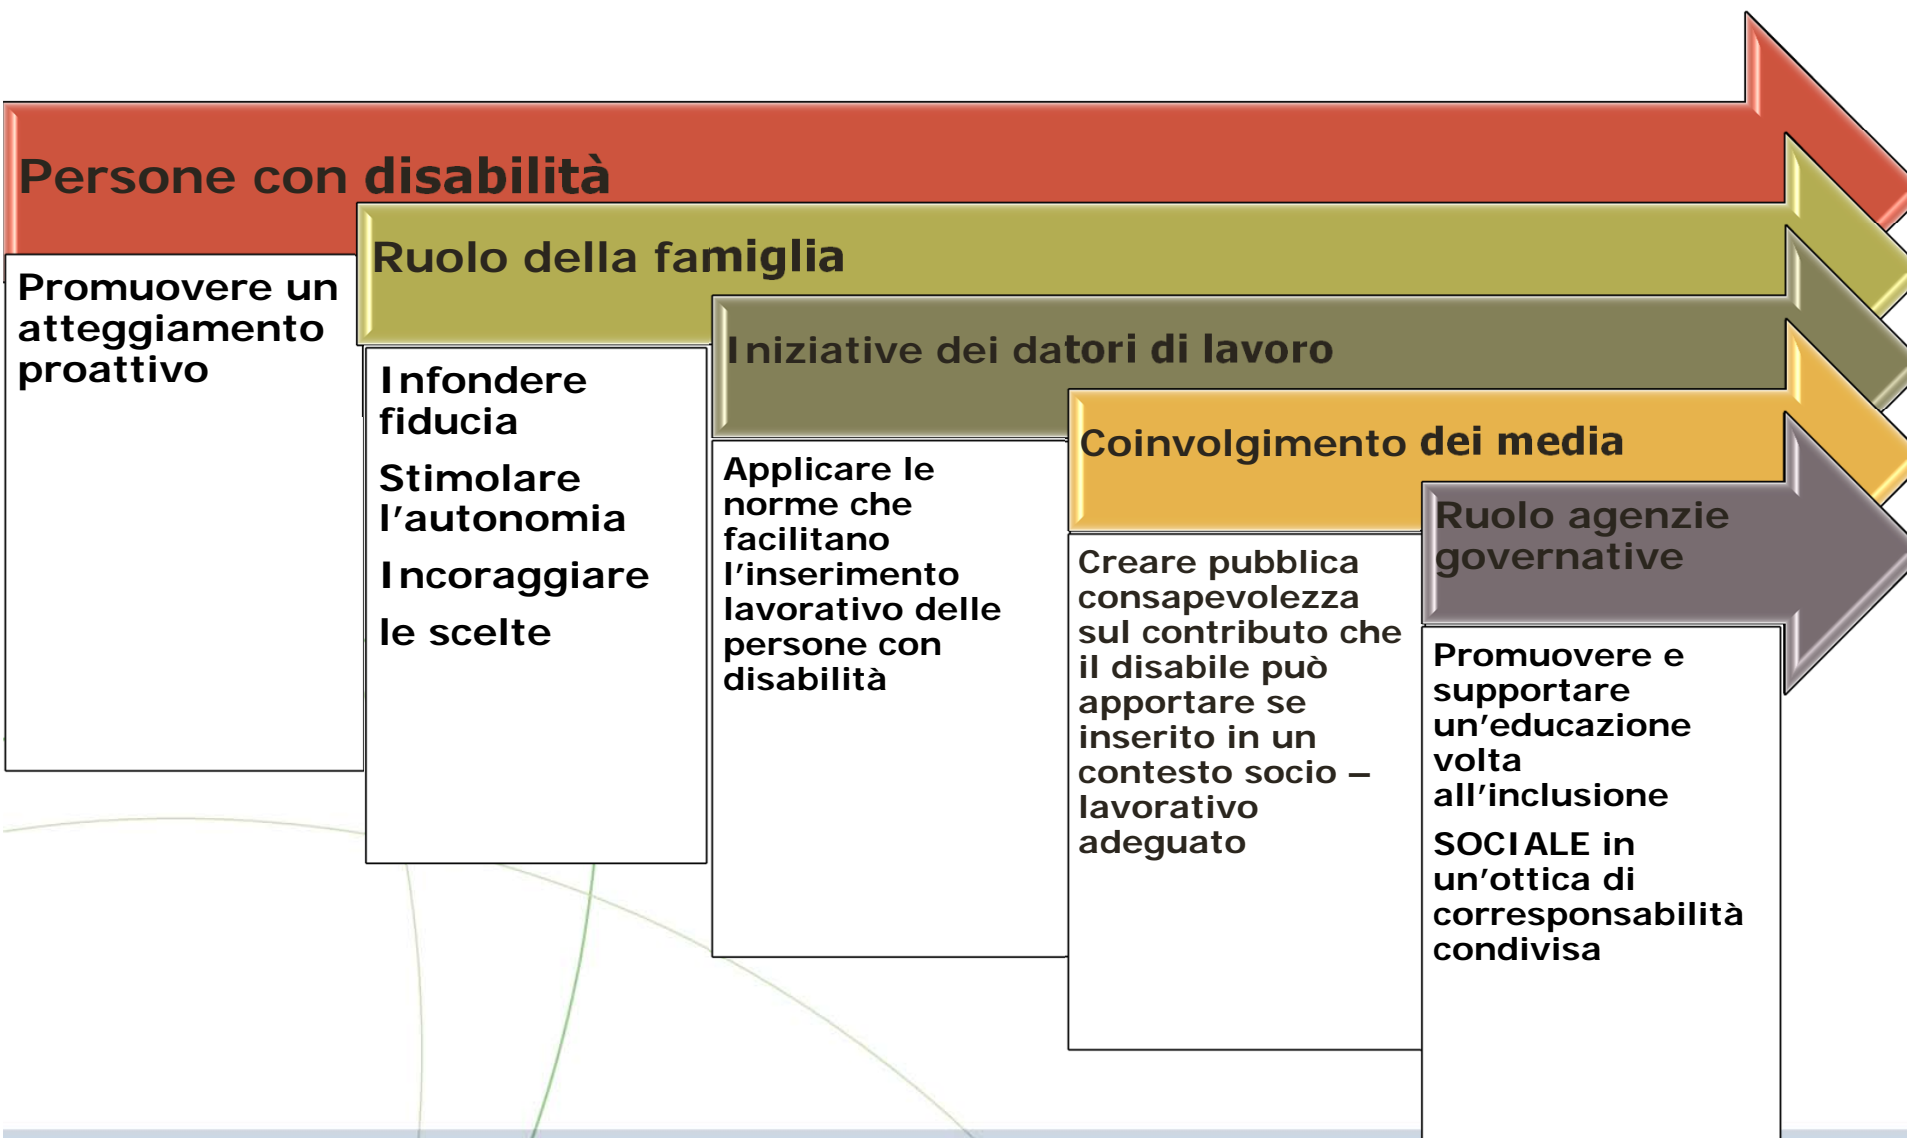 Persone con disabilità
Promuovere un
atteggiamento
proattivo
Ruolo della famiglia
Infondere
fiducia
Stimolare
l’autonomia
Incoraggiare
le scelte
Iniziative dei datori di lavoro
Applicare le
norme che
facilitano
l’inserimento
lavorativo delle
persone con
disabilità
Coinvolgimento dei media
Creare pubblica
consapevolezza
sul contributo che
il disabile può
apportare se
inserito in un
contesto socio –
lavorativo
adeguato
Ruolo agenzie
governative
Promuovere e
supportare
un’educazione
volta
all’inclusione
SOCIALE in
un’ottica di
corresponsabilità
condivisa